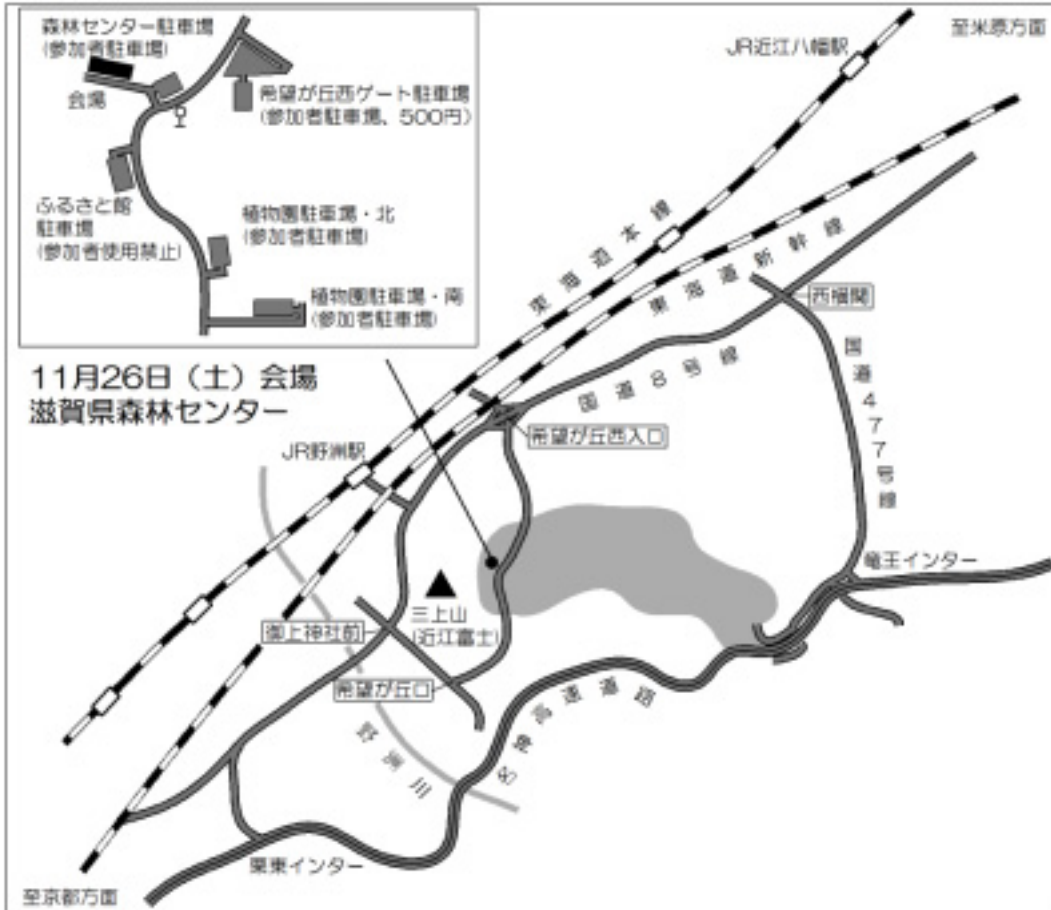 森林センター駐車場
(参加者駐車場)
会場
希望が丘西ゲート駐車場
(参加者駐車場、500円)
ふるさと館
駐車場
(参加者使用禁止)
植物園駐車場・北
(参加者駐車場)
植物園駐車場・南
(参加者駐車場)
11月26日（土）会場
滋賀県森林センター
至米原方面
JR近江八幡駅
東海道本線
東海道新幹線
西横関
国道8号線
国道477号線
希望が丘西入口
JR野洲駅
竜王インター
三上山
(近江富士)
御上神社前
希望が丘口
名神高速道路
野洲川
栗東インター
至京都方面